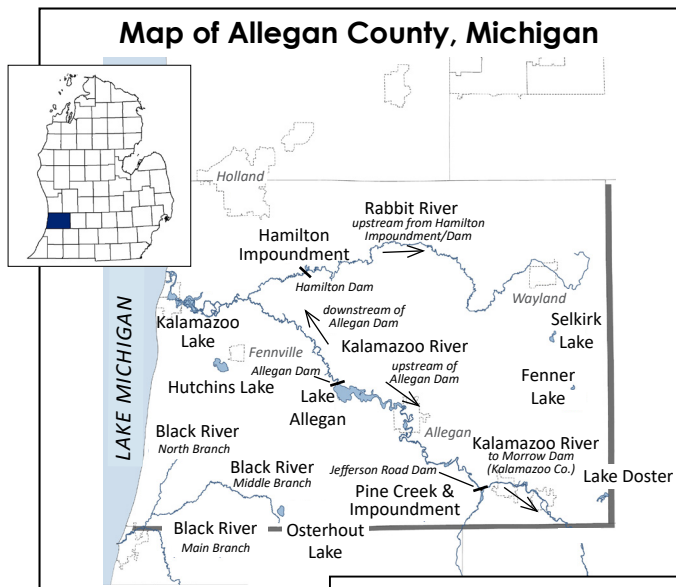 Map of Allegan County, Michigan
Holland
Rabbit River
upstream from Hamilton
Impoundment/Dam
Hamilton
Impoundment
Hamilton Dam
Wayland
Kalamazoo
Lake
downstream of
Allegan Dam
Selkirk
Lake
Fennville
Kalamazoo River
upstream of
Allegan Dam
Allegan Dam
Hutchins Lake
Lake
Allegan
Fenner
Lake
LAKE MICHIGAN
Allegan
Black River
North Branch
Kalamazoo River
to Morrow Dam
(Kalamazoo Co.)
Black River
Middle Branch
Jefferson Road Dam
Lake Doster
Pine Creek &
Impoundment
Black River
Main Branch
Osterhout
Lake